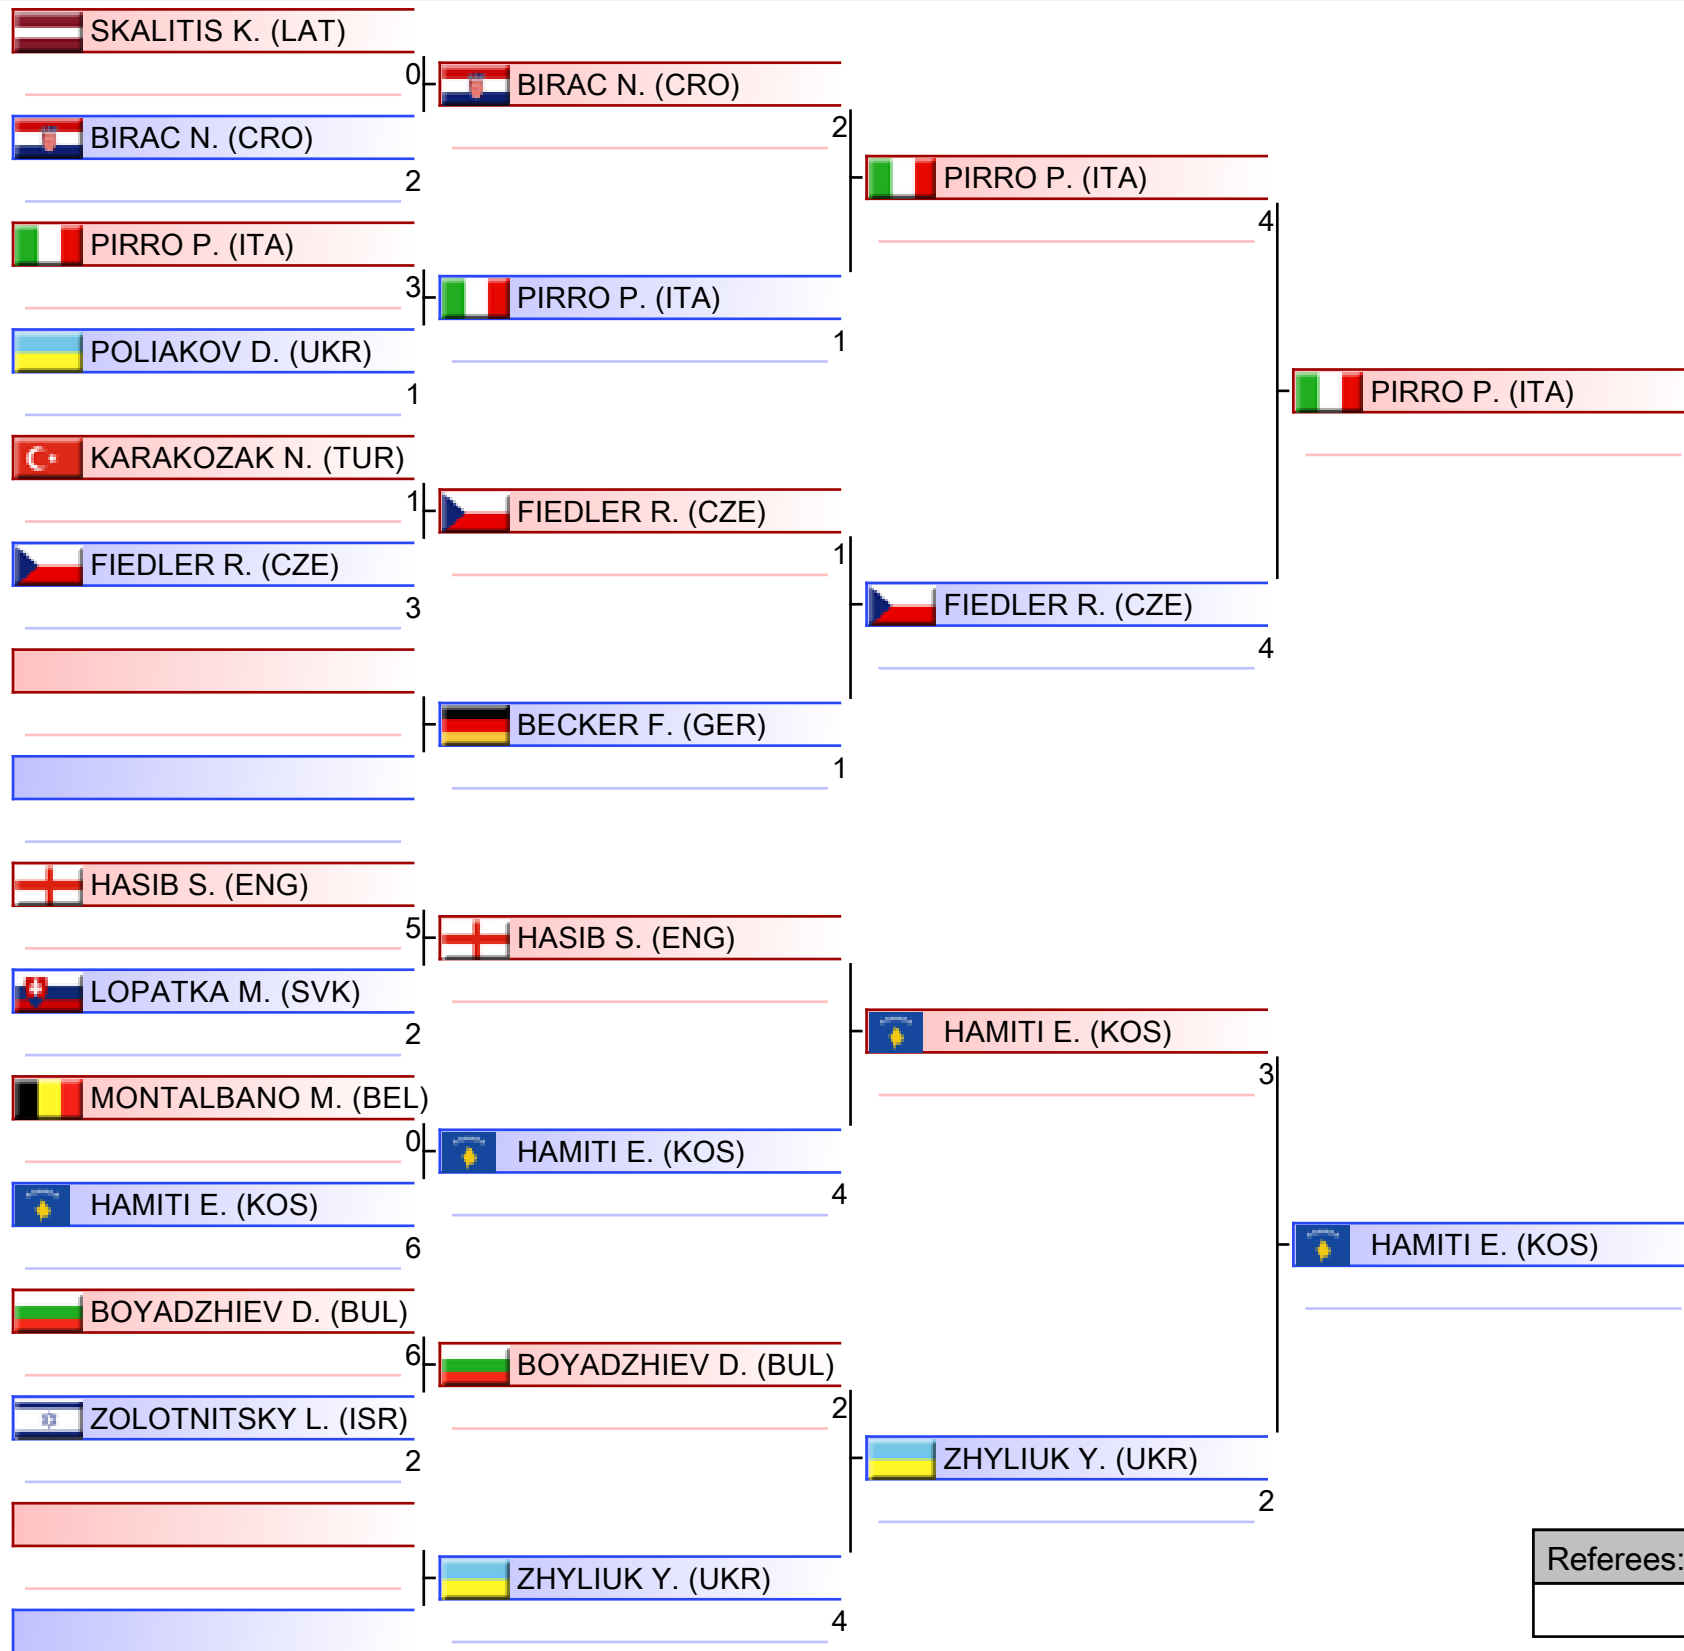 SKALITIS K. (LAT)
0
BIRAC N. (CRO)
2
PIRRO P. (ITA)
3
POLIAKOV D. (UKR)
1
KARAKOZAK N. (TUR)
1
FIEDLER R. (CZE)
3
HASIB S. (ENG)
5
LOPATKA M. (SVK)
2
MONTALBANO M. (BEL)
0
HAMITI E. (KOS)
6
BOYADZHIEV D. (BUL)
6
ZOLOTNITSKY L. (ISR)
2
BIRAC N. (CRO)
2
PIRRO P. (ITA)
1
FIEDLER R. (CZE)
1
BECKER F. (GER)
1
HASIB S. (ENG)
HAMITI E. (KOS)
4
BOYADZHIEV D. (BUL)
2
ZHYLIUK Y. (UKR)
4
PIRRO P. (ITA)
4
FIEDLER R. (CZE)
4
HAMITI E. (KOS)
3
ZHYLIUK Y. (UKR)
2
PIRRO P. (ITA)
HAMITI E. (KOS)
Referees: